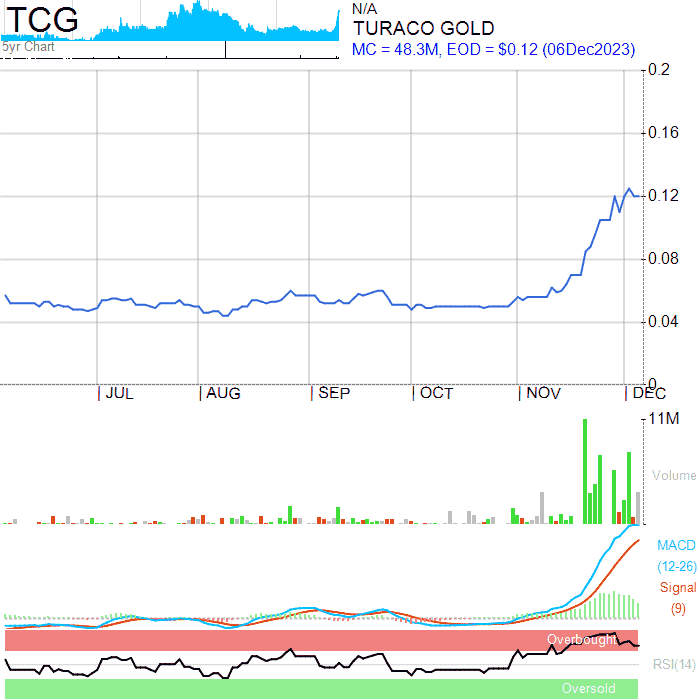 TCG
5yr Chart
N/A
TURACO GOLD
MC = 48.3M, EOD = $0.12 (06Dec2023)
0.2
0.16
0.12
0.08
0.04
0
JUL AUG SEP OCT NOV DEC
11M
Volume
MACD
(12-26)
Signal
(9)
Overbought
RSI(14)
Oversold